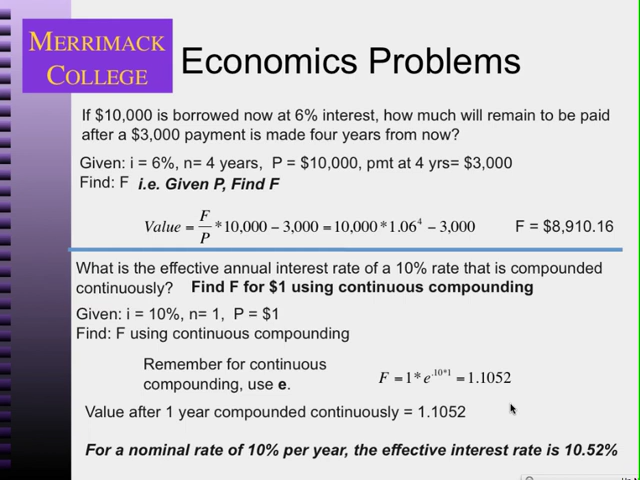 MERRIMACK
COLLEGE
Economics Problems
If $10,000 is borrowed now at 6% interest, how much will remain to be paid
after a $3,000 payment is made four years from now?
Given: i = 6%, n= 4 years, P = $10,000, pmt at 4 yrs= $3,000
Find: F i.e. Given P, Find F
Value = F/P * 10,000 − 3,000 = 10,000 * 1.06⁴ − 3,000 F = $8,910.16
What is the effective annual interest rate of a 10% rate that is compounded
continuously? Find F for $1 using continuous compounding
Given: i = 10%, n= 1, P = $1
Find: F using continuous compounding
Remember for continuous
compounding, use e.
F = 1 * e^.10*1 = 1.1052
Value after 1 year compounded continuously = 1.1052
For a nominal rate of 10% per year, the effective interest rate is 10.52%